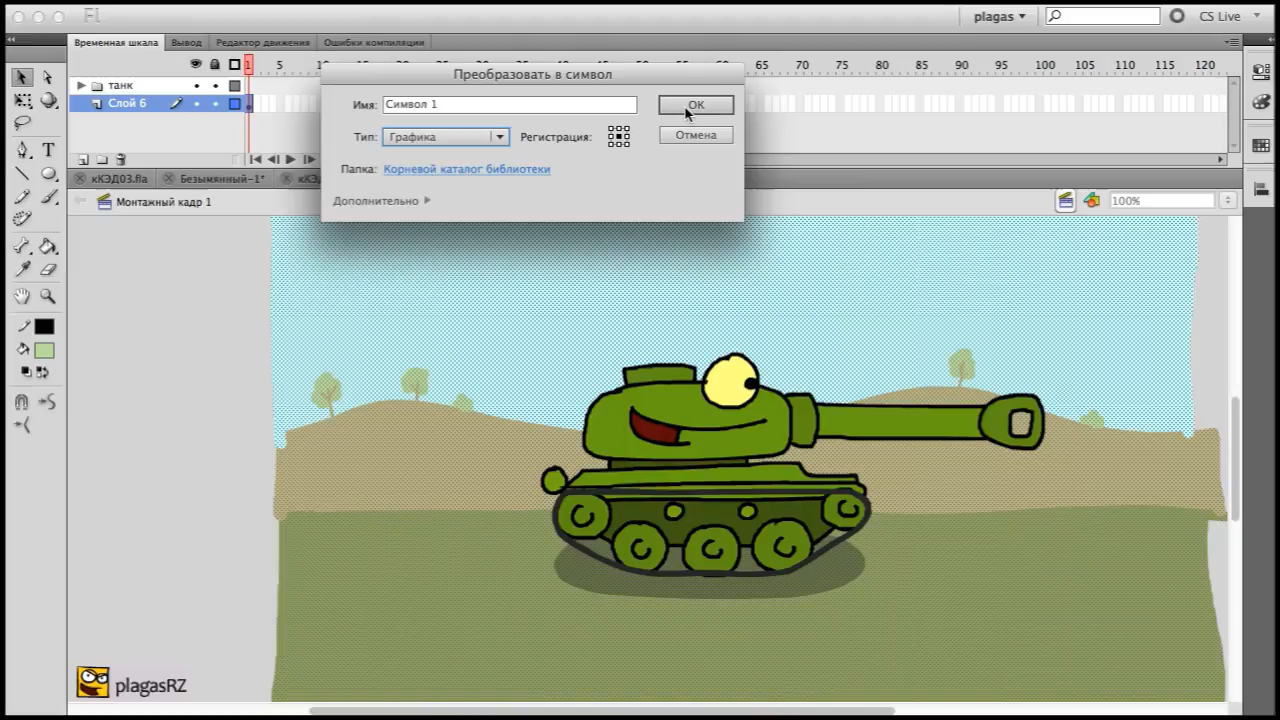 Fl
plagas
CS Live
Временная шкала Вывод Редактор движения Ошибки компиляции
1 5 65 70 75 80 85 90 95 100 105 110 115 120
танк
Слой 6
Преобразовать в символ
Имя: Символ 1 ОК
Тип: Графика Регистрация: Отмена
Папка: Корневой каталог библиотеки
Дополнительно
кКЭД03.fla Безымянный-1*
Монтажный кадр 1 100%
plagasRZ